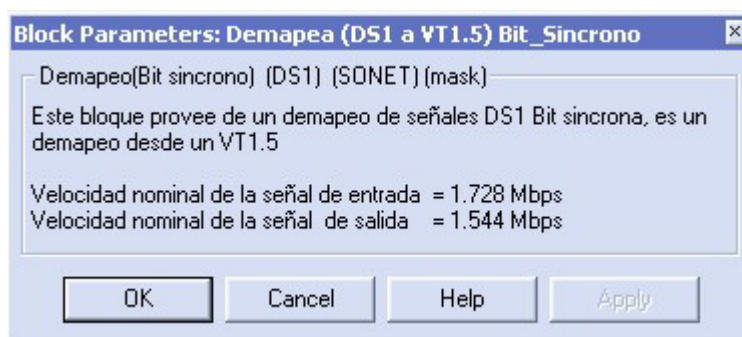 Block Parameters: Demapea (DS1 a VT1.5) Bit_Sincrono
Demapeo(Bit sincrono) (DS1) (SONET) (mask)
Este bloque provee de un demapeo de señales DS1 Bit sincrona, es un
demapeo desde un VT1.5
Velocidad nominal de la señal de entrada = 1.728 Mbps
Velocidad nominal de la señal de salida = 1.544 Mbps
OK Cancel Help Apply